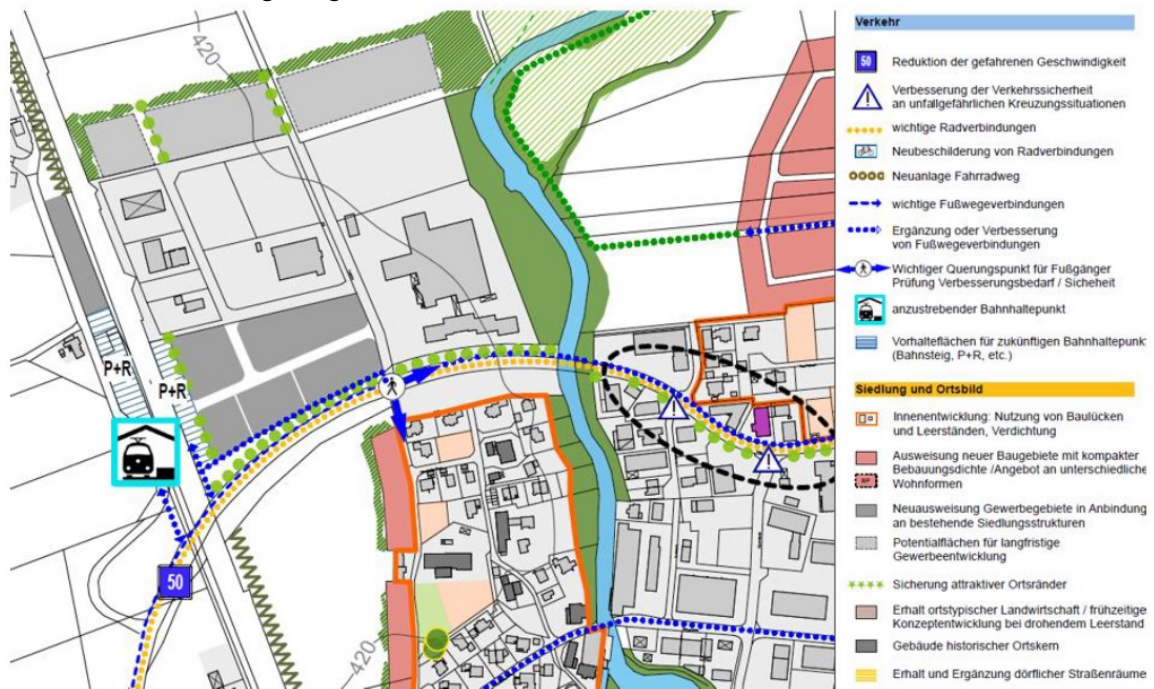 420
P+R
P+R
50
420
Verkehr
50 Reduktion der gefahrenen Geschwindigkeit
Verbesserung der Verkehrssicherheit
an unfallgefährlichen Kreuzungssituationen
wichtige Radverbindungen
Neubeschilderung von Radverbindungen
Neuanlage Fahrradweg
wichtige Fußwegeverbindungen
Ergänzung oder Verbesserung
von Fußwegeverbindungen
Wichtiger Querungspunkt für Fußgänger
Prüfung Verbesserungsbedarf / Sicheheit
anzustrebender Bahnhaltepunkt
Vorhalteflächen für zukünftigen Bahnhaltepunkt
(Bahnsteig, P+R, etc.)
Siedlung und Ortsbild
Innenentwicklung: Nutzung von Baulücken
und Leerständen, Verdichtung
Ausweisung neuer Baugebiete mit kompakter
Bebauungsdichte /Angebot an unterschiedliche
BP Wohnformen
Neuausweisung Gewerbegebiete in Anbindung
an bestehende Siedlungsstrukturen
Potentialflächen für langfristige
Gewerbeentwicklung
Sicherung attraktiver Ortsränder
Erhalt ortstypischer Landwirtschaft / frühzeitige
Konzeptentwicklung bei drohendem Leerstand
Gebäude historischer Ortskern
Erhalt und Ergänzung dörflicher Straßenräume